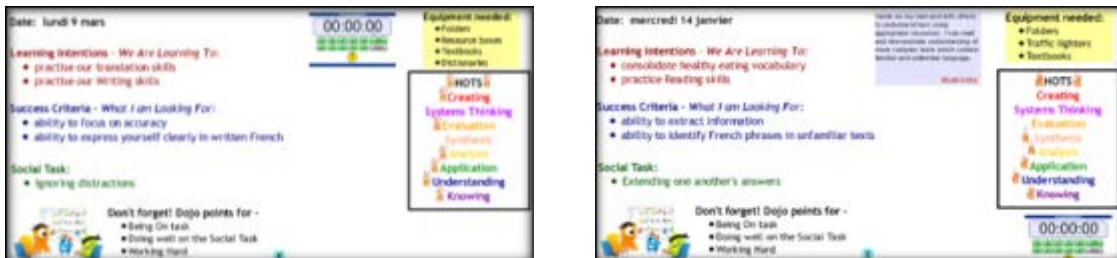 Date: lundi 9 mars
Learning Intentions - We Are Learning To:
• practise our translation skills
• practise our Writing skills
Success Criteria - What I am Looking For:
• ability to focus on accuracy
• ability to express yourself clearly in written French
Social Task:
• Ignoring distractions
Don't forget! Dojo points for -
• Being On task
• Doing well on the Social Task
• Working Hard
00:00:00
Equipment needed:
• Folders
• Resource boxes
• Textbooks
• Dictionaries
HOTS
Creating
Systems Thinking
Evaluation
Synthesis
Analysis
Application
Understanding
Knowing
Date: mercredi 14 janvier
Learning Intentions - We Are Learning To:
• consolidate healthy eating vocabulary
• practice Reading skills
Success Criteria - What I am Looking For:
• ability to extract information
• ability to identify French phrases in unfamiliar texts
Social Task:
• Extending one another's answers
Don't forget! Dojo points for -
• Being On task
• Doing well on the Social Task
• Working Hard
Equipment needed:
• Folders
• Traffic lighters
• Textbooks
HOTS
Creating
Systems Thinking
Evaluation
Synthesis
Analysis
Application
Understanding
Knowing
00:00:00